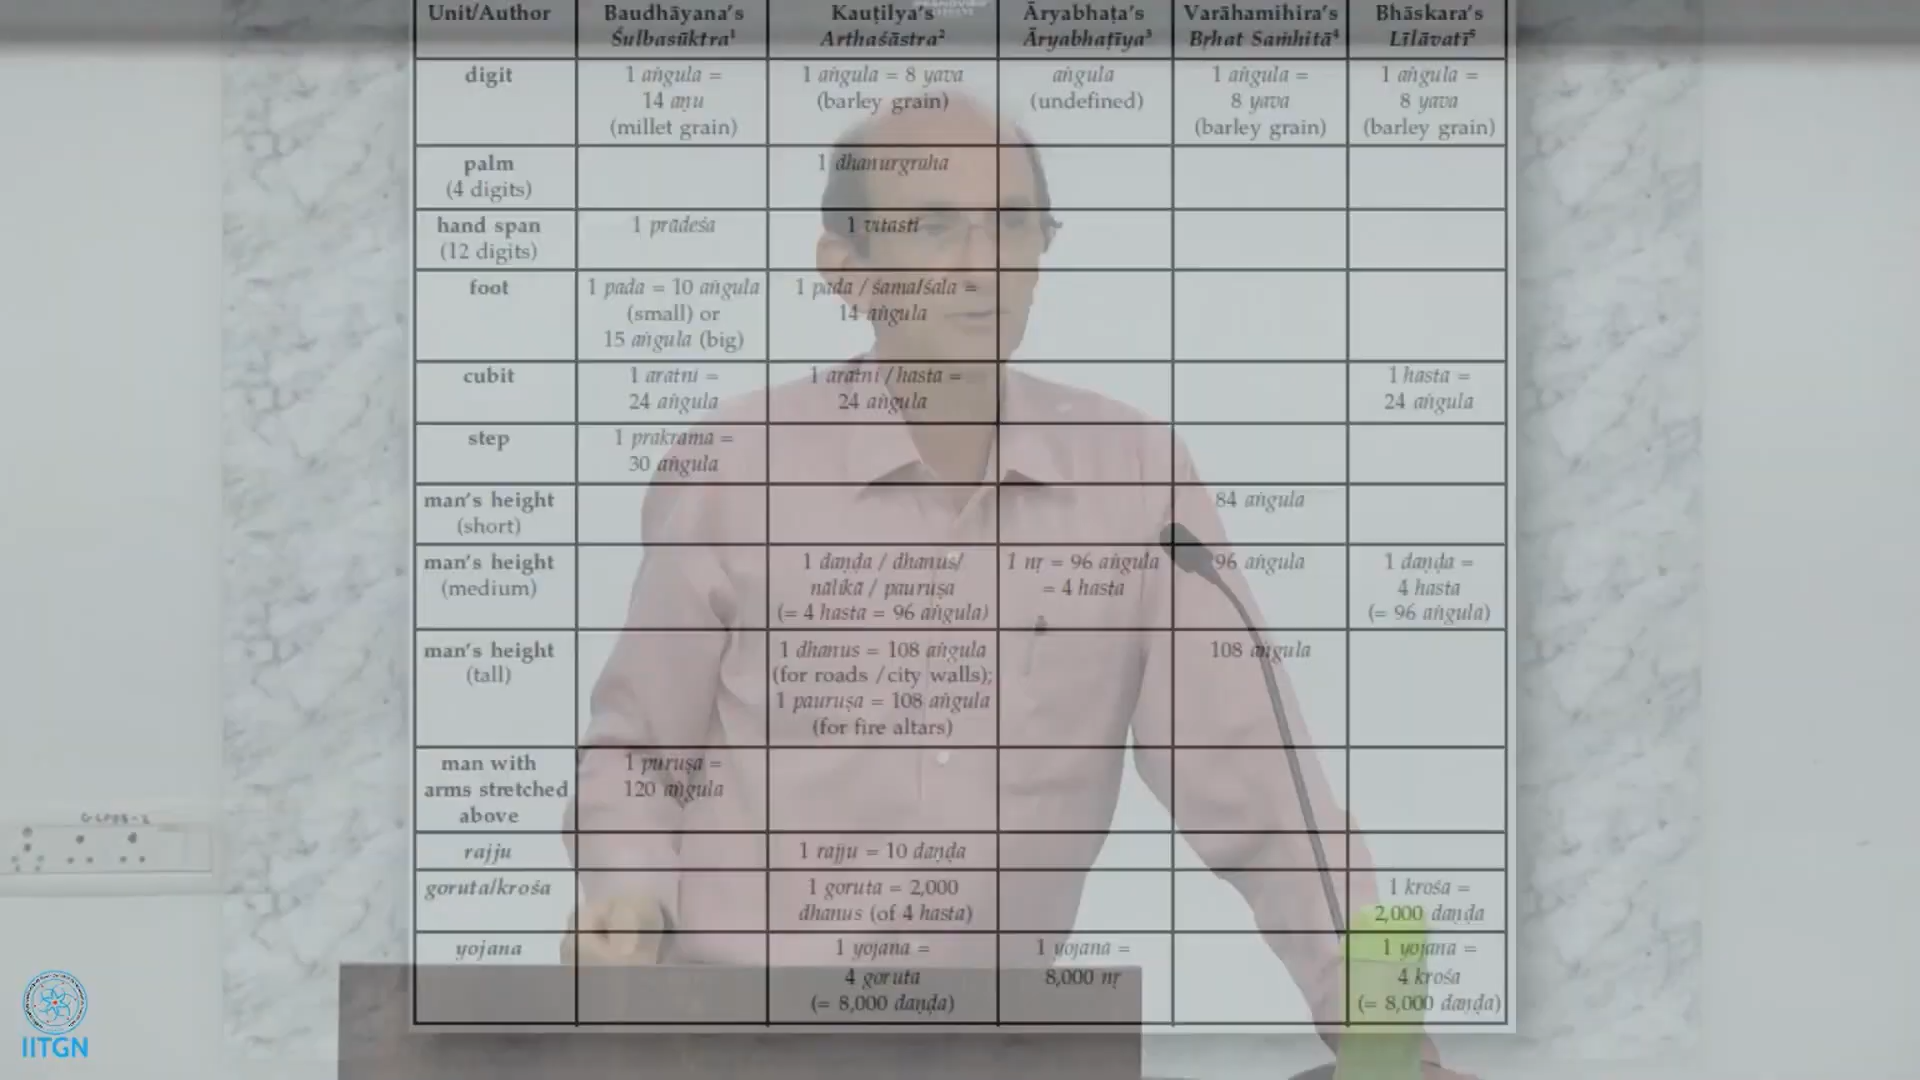 Unit/Author
Baudhāyana's
Śulbasūktra¹
Kauṭilya's
Arthaśāstra²
Āryabhaṭa's
Āryabhaṭīya³
Varāhamihira's
Bṛhat Saṁhitā⁴
Bhāskara's
Līlāvatī⁵
digit
1 aṅgula =
14 aṇu
(millet grain)
1 aṅgula = 8 yava
(barley grain)
aṅgula
(undefined)
1 aṅgula =
8 yava
(barley grain)
1 aṅgula =
8 yava
(barley grain)
palm
(4 digits)
1 dhanurgraha
hand span
(12 digits)
1 prādeśa
1 vitasti
foot
1 pada = 10 aṅgula
(small) or
15 aṅgula (big)
1 pada / śama/śala =
14 aṅgula
cubit
1 aratni =
24 aṅgula
1 aratni / hasta =
24 aṅgula
1 hasta =
24 aṅgula
step
1 prakrama =
30 aṅgula
man's height
(short)
84 aṅgula
man's height
(medium)
1 daṇḍa / dhanus/
nālikā / pauruṣa
(= 4 hasta = 96 aṅgula)
1 nṛ = 96 aṅgula
= 4 hasta
96 aṅgula
1 daṇḍa =
4 hasta
(= 96 aṅgula)
man's height
(tall)
1 dhanus = 108 aṅgula
(for roads / city walls);
1 pauruṣa = 108 aṅgula
(for fire altars)
108 aṅgula
man with
arms stretched
above
1 puruṣa =
120 aṅgula
rajju
1 rajju = 10 daṇḍa
goruta/krośa
1 goruta = 2,000
dhanus (of 4 hasta)
1 krośa =
2,000 daṇḍa
yojana
1 yojana =
4 goruta
(= 8,000 daṇḍa)
1 yojana =
8,000 nṛ
1 yojana =
4 krośa
(= 8,000 daṇḍa)
IITGN